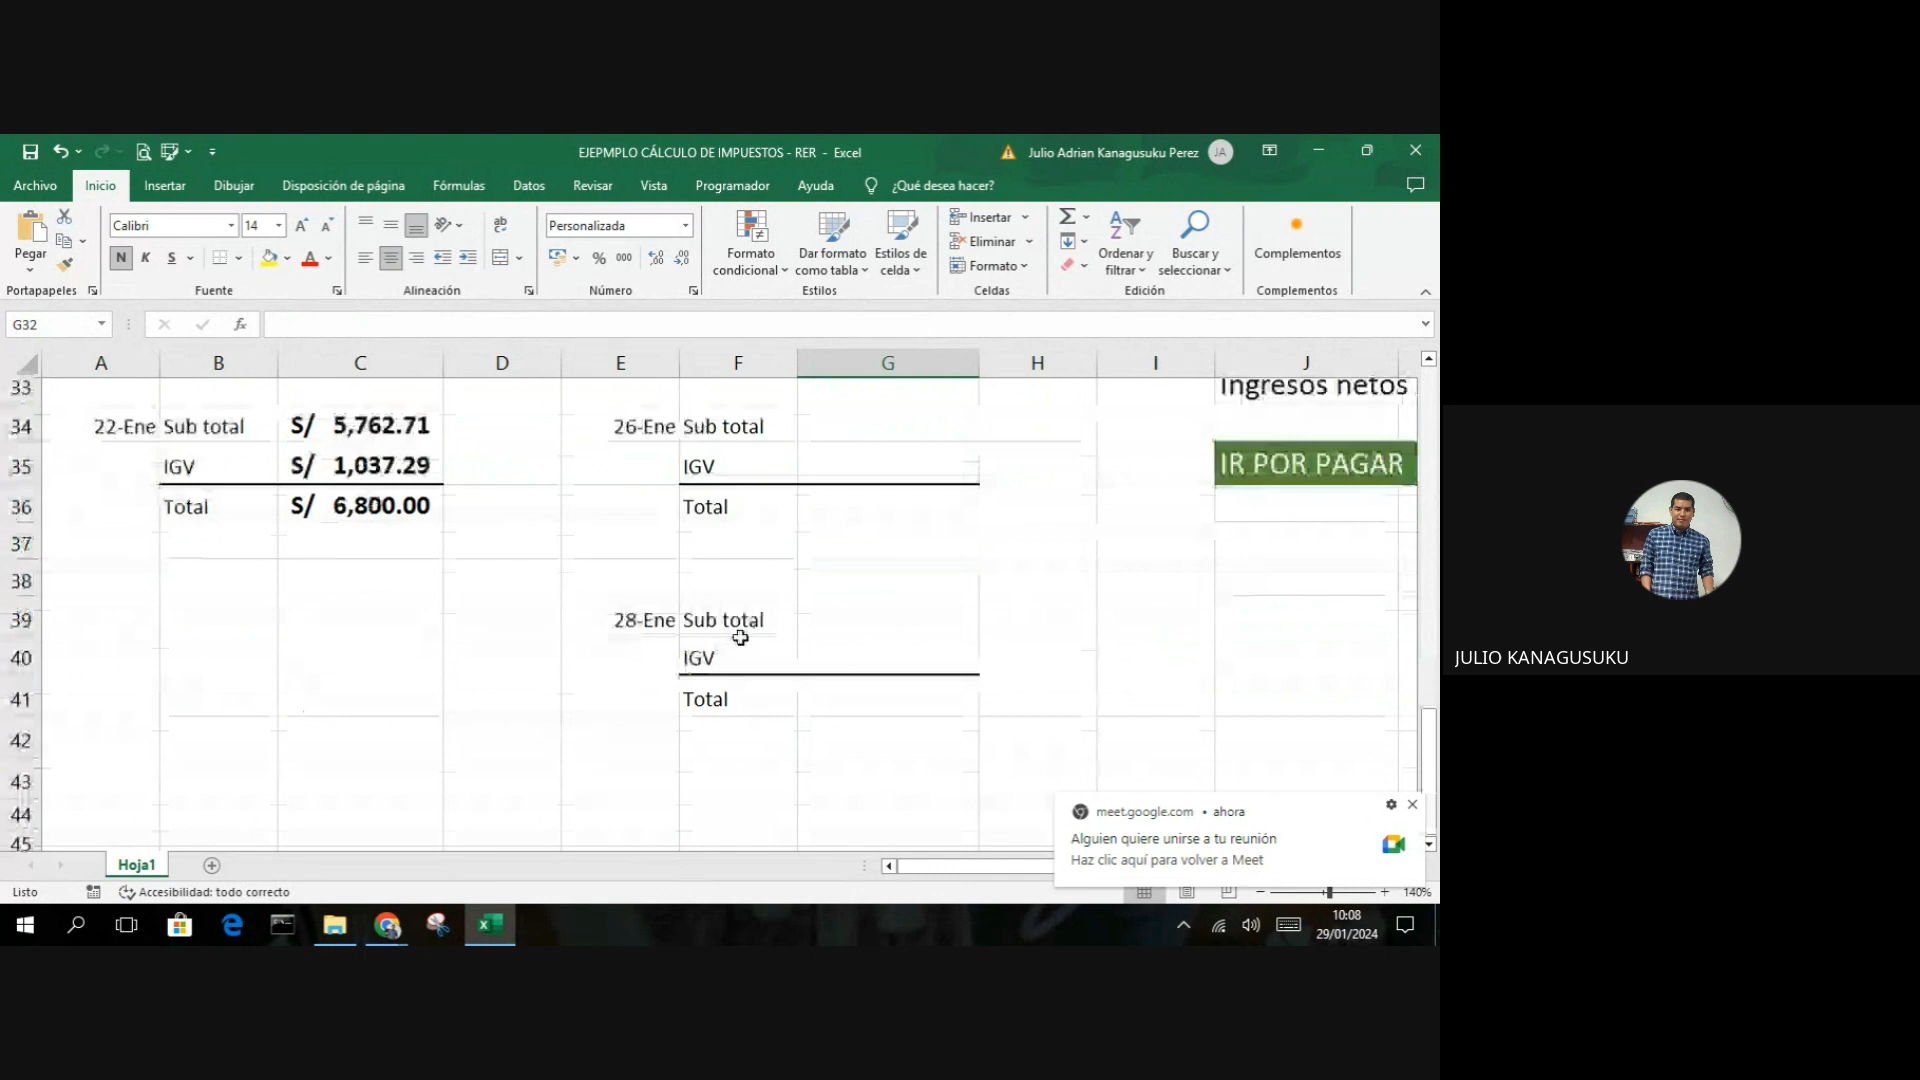 EJEPMPLO CÁLCULO DE IMPUESTOS - RER - Excel
Julio Adrian Kanagusuku Perez
JA
Archivo Inicio Insertar Dibujar Disposición de página Fórmulas Datos Revisar Vista Programador Ayuda ¿Qué desea hacer?
Pegar
Calibri 14
N K S
ab
Personalizada
% 000
Formato condicional
Dar formato como tabla
Estilos de celda
Insertar
Eliminar
Formato
Ordenar y filtrar
Buscar y seleccionar
Complementos
Portapapeles Fuente Alineación Número Estilos Celdas Edición Complementos
G32 fx
A B C D E F G H I J
33 Ingresos netos
34 22-Ene Sub total S/ 5,762.71 26-Ene Sub total
35 IGV S/ 1,037.29 IGV IR POR PAGAR
36 Total S/ 6,800.00 Total
37
38
39 28-Ene Sub total
40 IGV
41 Total
42
43
44
45
meet.google.com • ahora
Alguien quiere unirse a tu reunión
Haz clic aquí para volver a Meet
Hoja1
Listo Accesibilidad: todo correcto 140%
10:08
29/01/2024
JULIO KANAGUSUKU